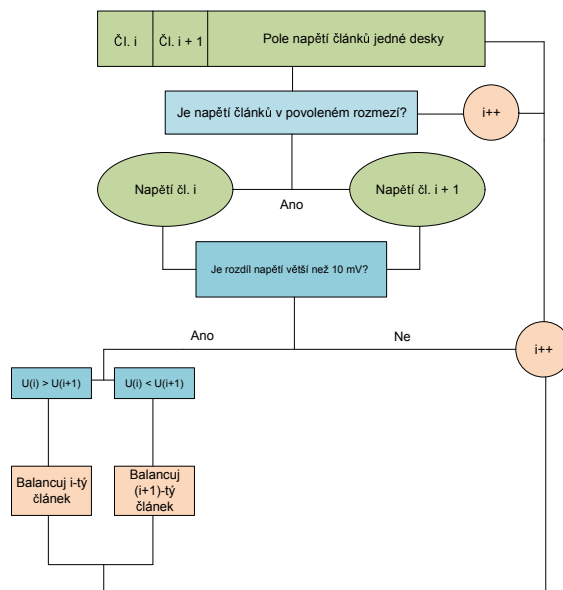 Čl. i
Čl. i + 1
Pole napětí článků jedné desky
Je napětí článků v povoleném rozmezí?
i++
Napětí čl. i
Napětí čl. i + 1
Ano
Je rozdíl napětí větší než 10 mV?
Ano
Ne
i++
U(i) > U(i+1)
U(i) < U(i+1)
Balancuj i-tý
článek
Balancuj
(i+1)-tý
článek